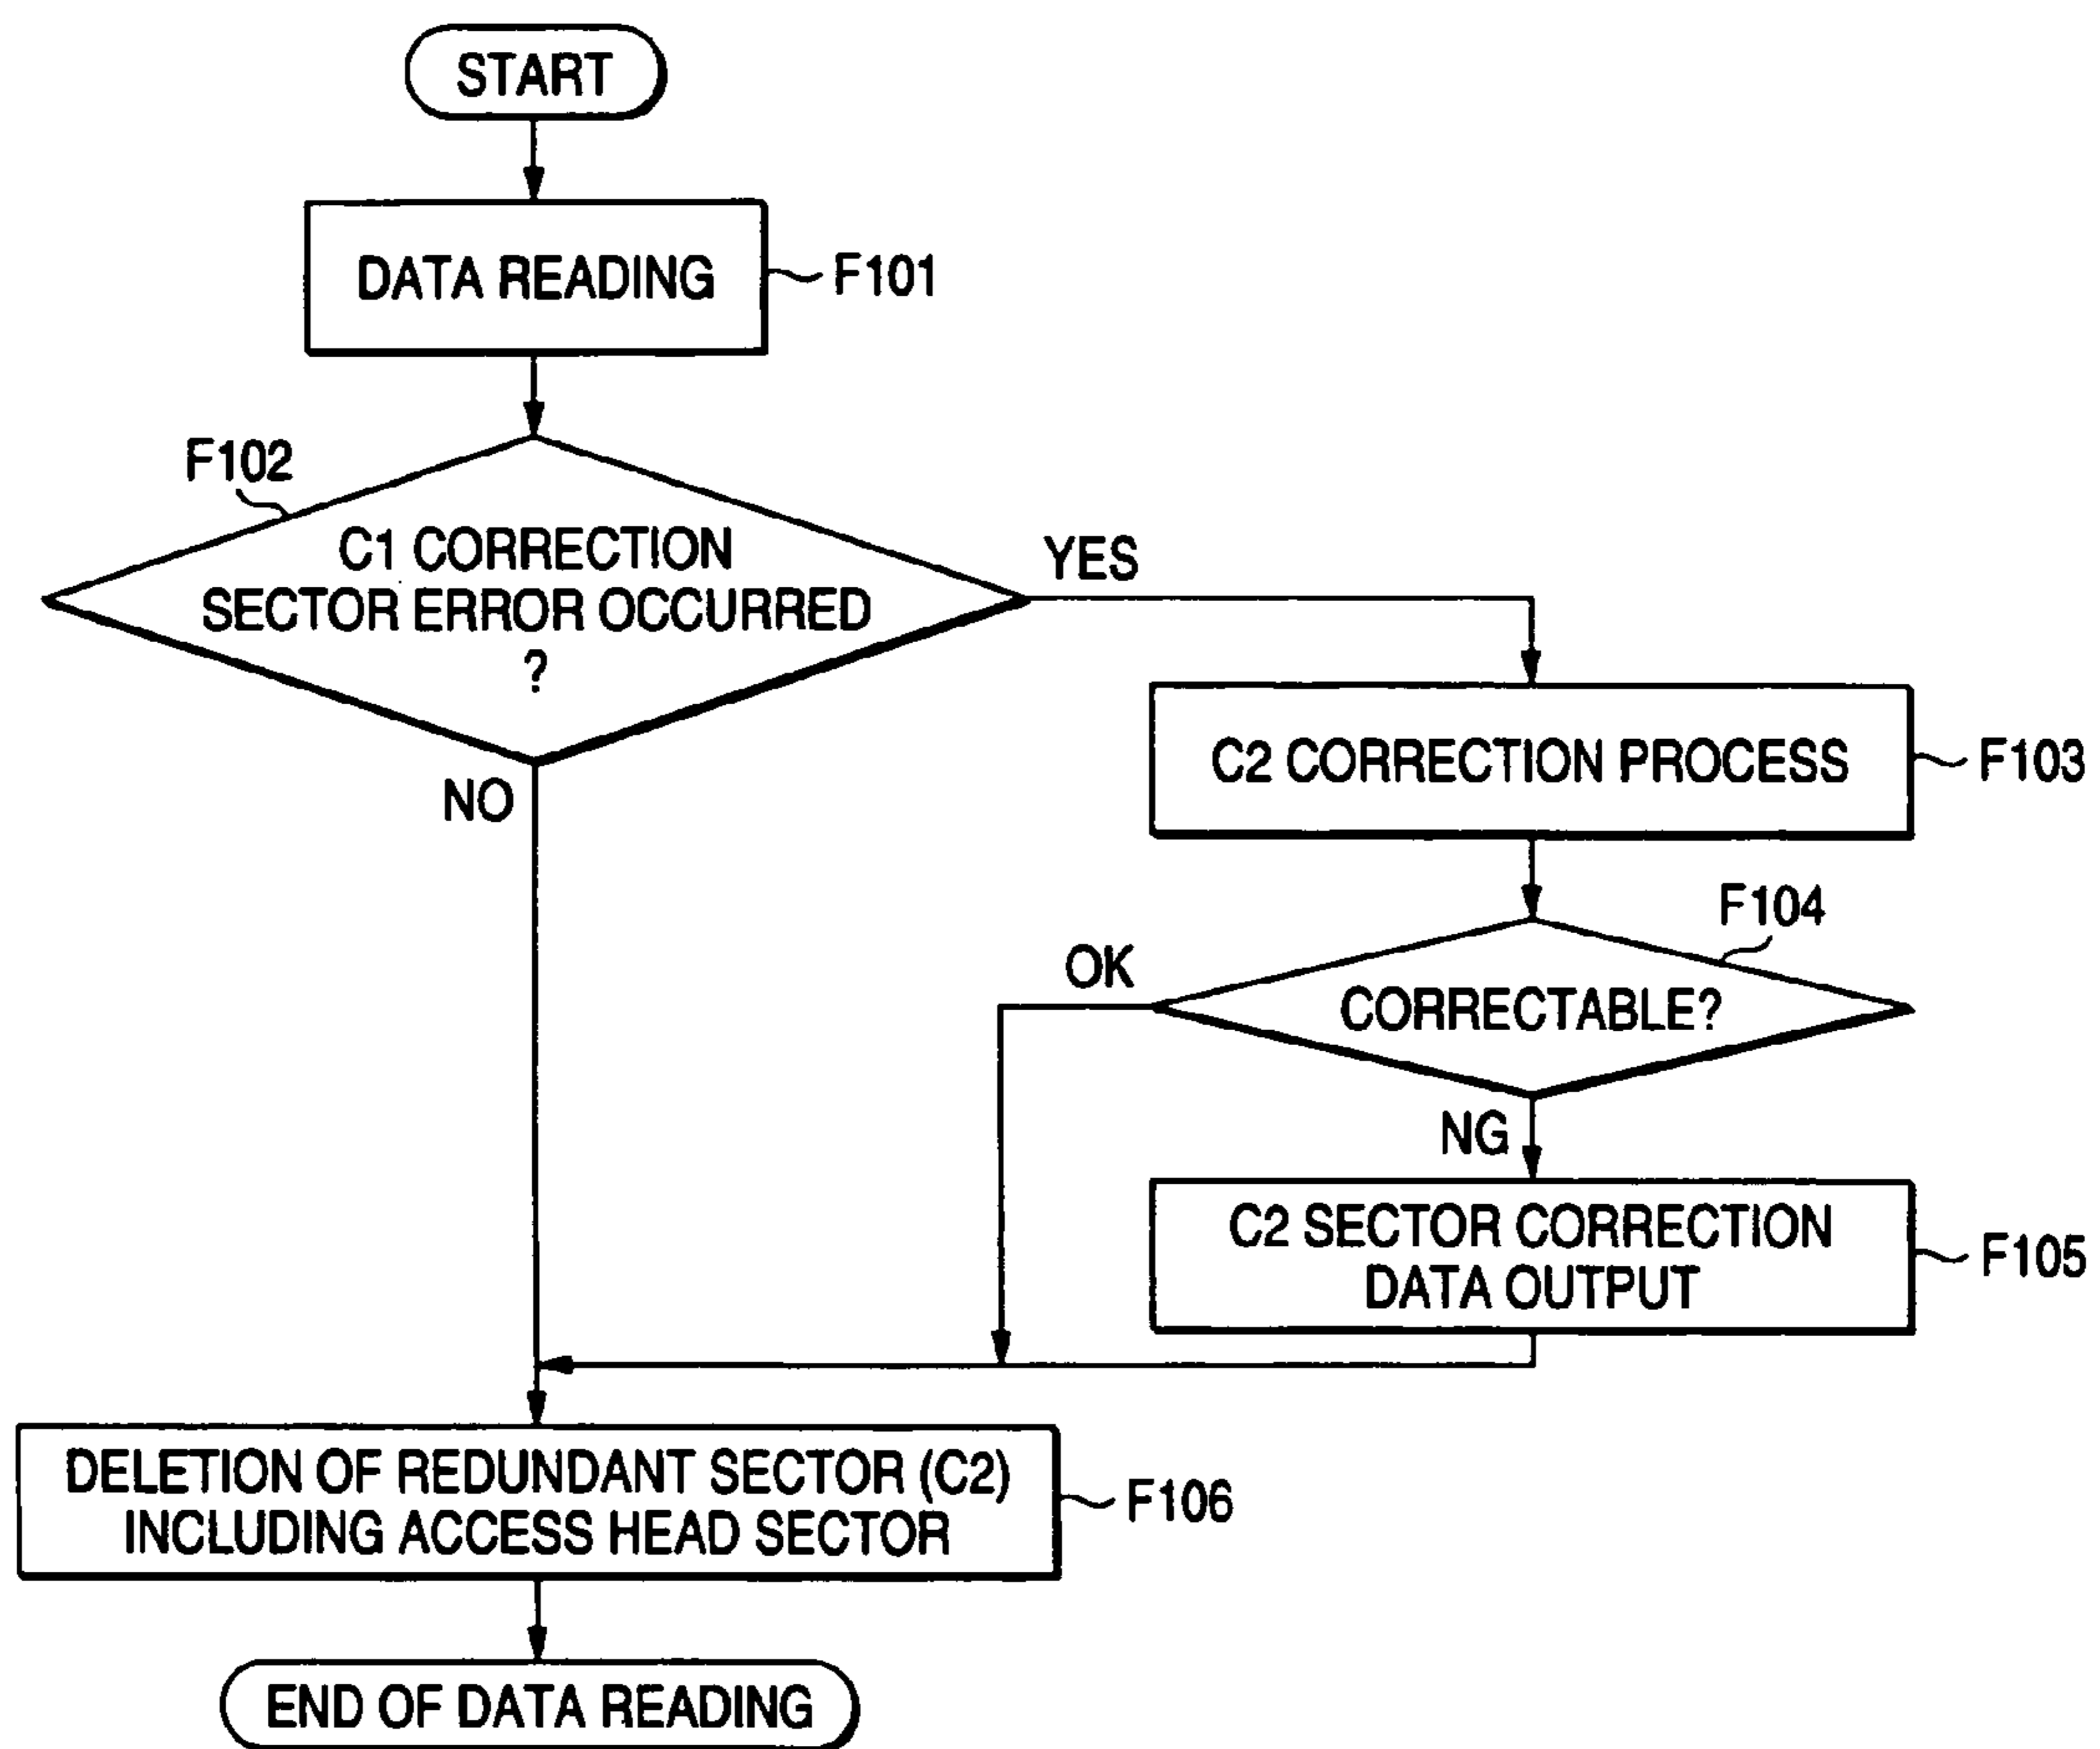 START
DATA READING
F101
F102
C1 CORRECTION
SECTOR ERROR OCCURRED
?
YES
NO
C2 CORRECTION PROCESS
F103
F104
OK
CORRECTABLE?
NG
C2 SECTOR CORRECTION
DATA OUTPUT
F105
DELETION OF REDUNDANT SECTOR (C2)
INCLUDING ACCESS HEAD SECTOR
F106
END OF DATA READING